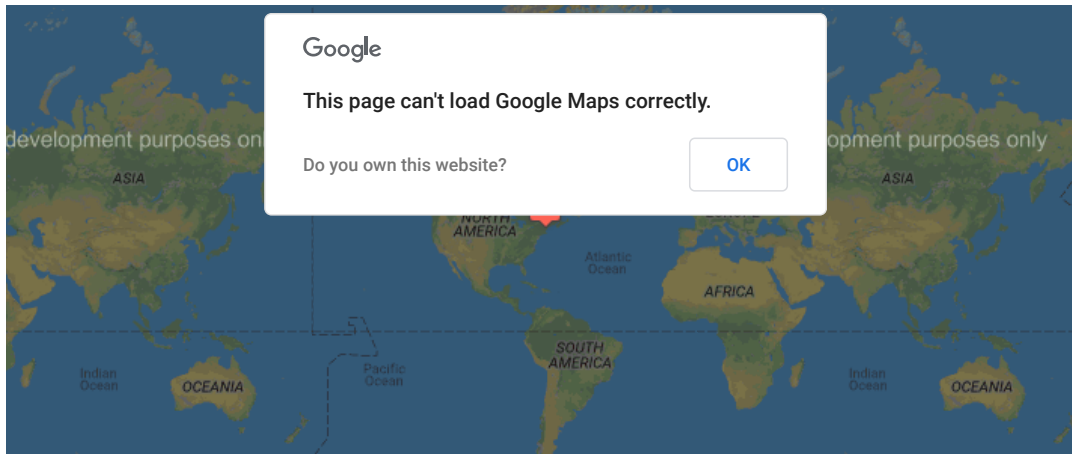 Google
This page can't load Google Maps correctly.
Do you own this website?
OK
development purposes on
opment purposes only
ASIA
ASIA
NORTH
AMERICA
Atlantic
Ocean
AFRICA
SOUTH
AMERICA
Indian
Ocean
OCEANIA
Pacific
Ocean
Indian
Ocean
OCEANIA